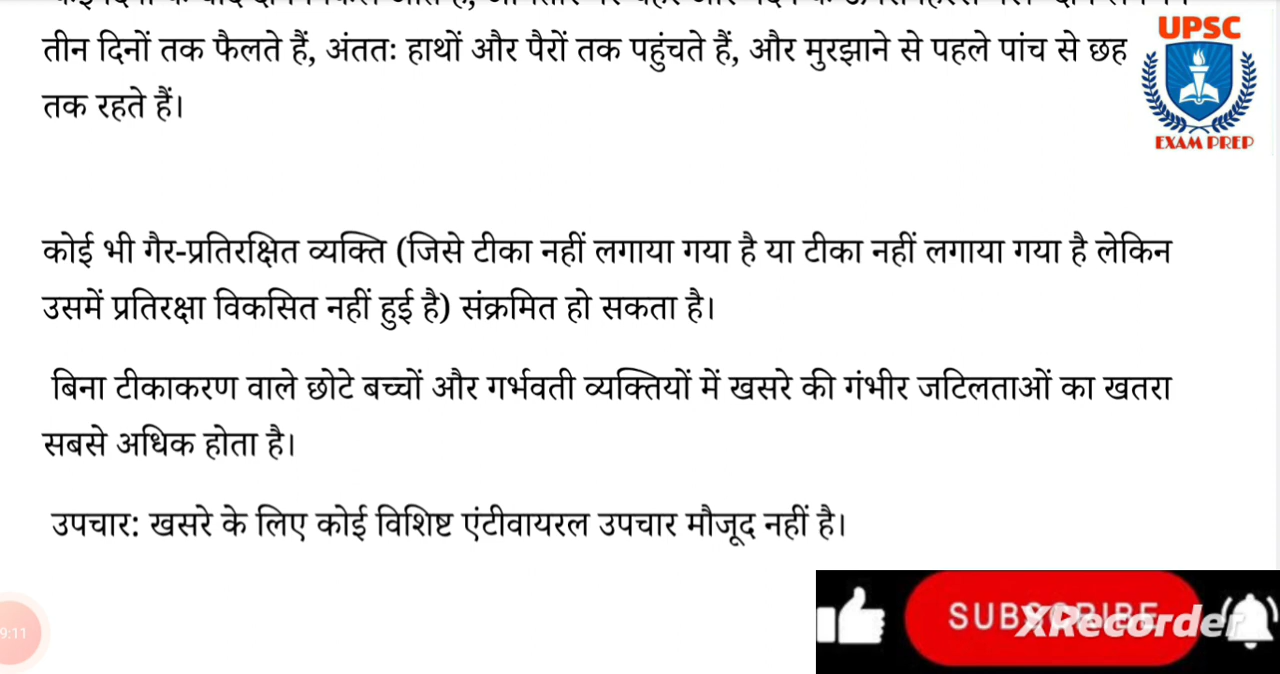 तीन दिनों तक फैलते हैं, अंततः हाथों और पैरों तक पहुंचते हैं, और मुरझाने से पहले पांच से छह
तक रहते हैं।
UPSC
EXAM PREP
कोई भी गैर-प्रतिरक्षित व्यक्ति (जिसे टीका नहीं लगाया गया है या टीका नहीं लगाया गया है लेकिन
उसमें प्रतिरक्षा विकसित नहीं हुई है) संक्रमित हो सकता है।
बिना टीकाकरण वाले छोटे बच्चों और गर्भवती व्यक्तियों में खसरे की गंभीर जटिलताओं का खतरा
सबसे अधिक होता है।
उपचार: खसरे के लिए कोई विशिष्ट एंटीवायरल उपचार मौजूद नहीं है।
9:11
SUBSCRIBE
XRecorder